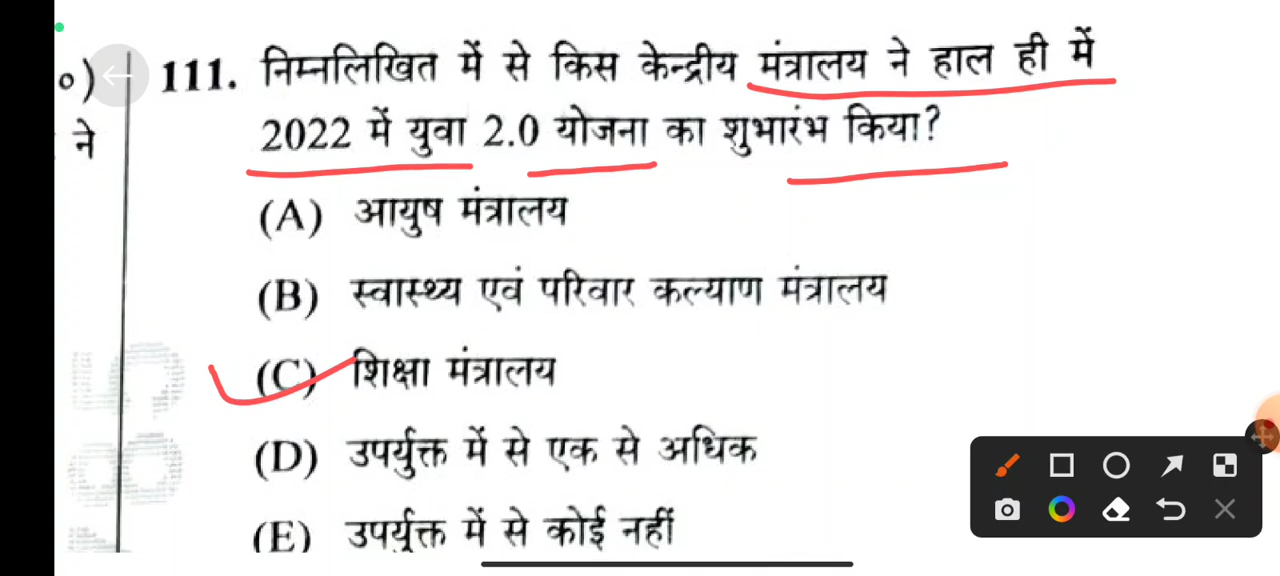 ०)
ने
111. निम्नलिखित में से किस केन्द्रीय मंत्रालय ने हाल ही में
2022 में युवा 2.0 योजना का शुभारंभ किया?
(A) आयुष मंत्रालय
(B) स्वास्थ्य एवं परिवार कल्याण मंत्रालय
(C) शिक्षा मंत्रालय
(D) उपर्युक्त में से एक से अधिक
(E) उपर्युक्त में से कोई नहीं